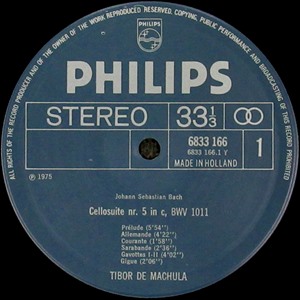 ALL RIGHTS OF THE RECORD PRODUCER AND OF THE OWNER OF THE WORK REPRODUCED RESERVED. COPYING, PUBLIC PERFORMANCE AND BROADCASTING OF THIS RECORD PROHIBITED
PHILIPS
PHILIPS
STEREO 33 1/3
6833 166
6833 166.1 Y
MADE IN HOLLAND
1
℗ 1975
Johann Sebastian Bach
Cellosuite nr. 5 in c, BWV 1011
Prélude (5'54'')
Allemande (4'22'')
Courante (1'58'')
Sarabande (2'36')
Gavottes I-II (4'02'')
Gigue (2'06'')
TIBOR DE MACHULA